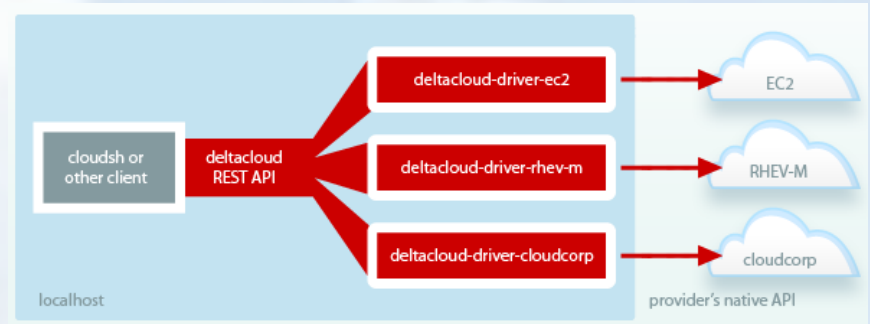 cloudsh or
other client
deltacloud
REST API
deltacloud-driver-ec2
EC2
deltacloud-driver-rhev-m
RHEV-M
deltacloud-driver-cloudcorp
cloudcorp
localhost
provider's native API